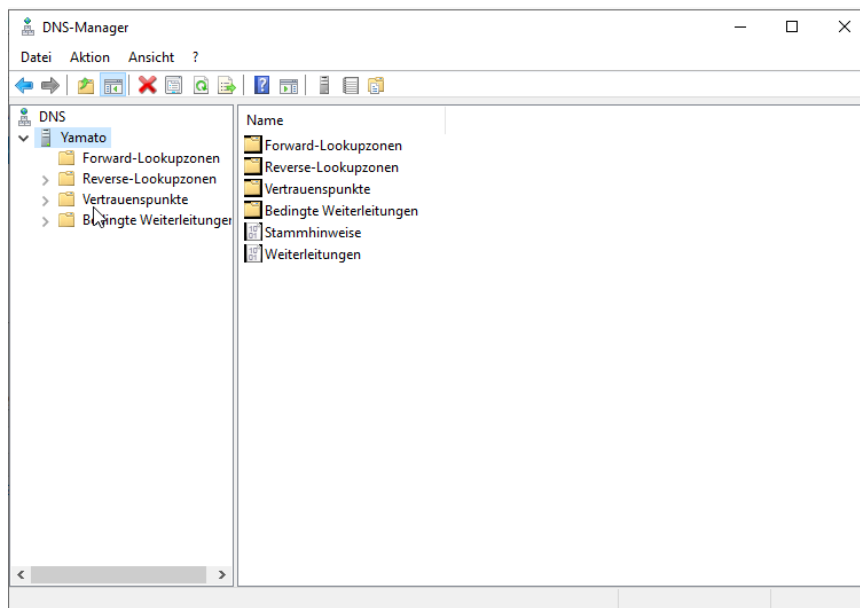 DNS-Manager
Datei Aktion Ansicht ?
DNS
Yamato
Forward-Lookupzonen
Reverse-Lookupzonen
Vertrauenspunkte
Bedingte Weiterleitungen
Name
Forward-Lookupzonen
Reverse-Lookupzonen
Vertrauenspunkte
Bedingte Weiterleitungen
Stammhinweise
Weiterleitungen